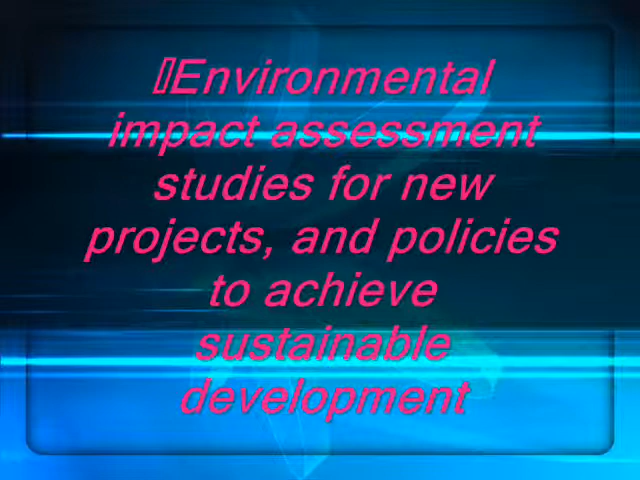 Environmental
impact assessment
studies for new
projects, and policies
to achieve
sustainable
development